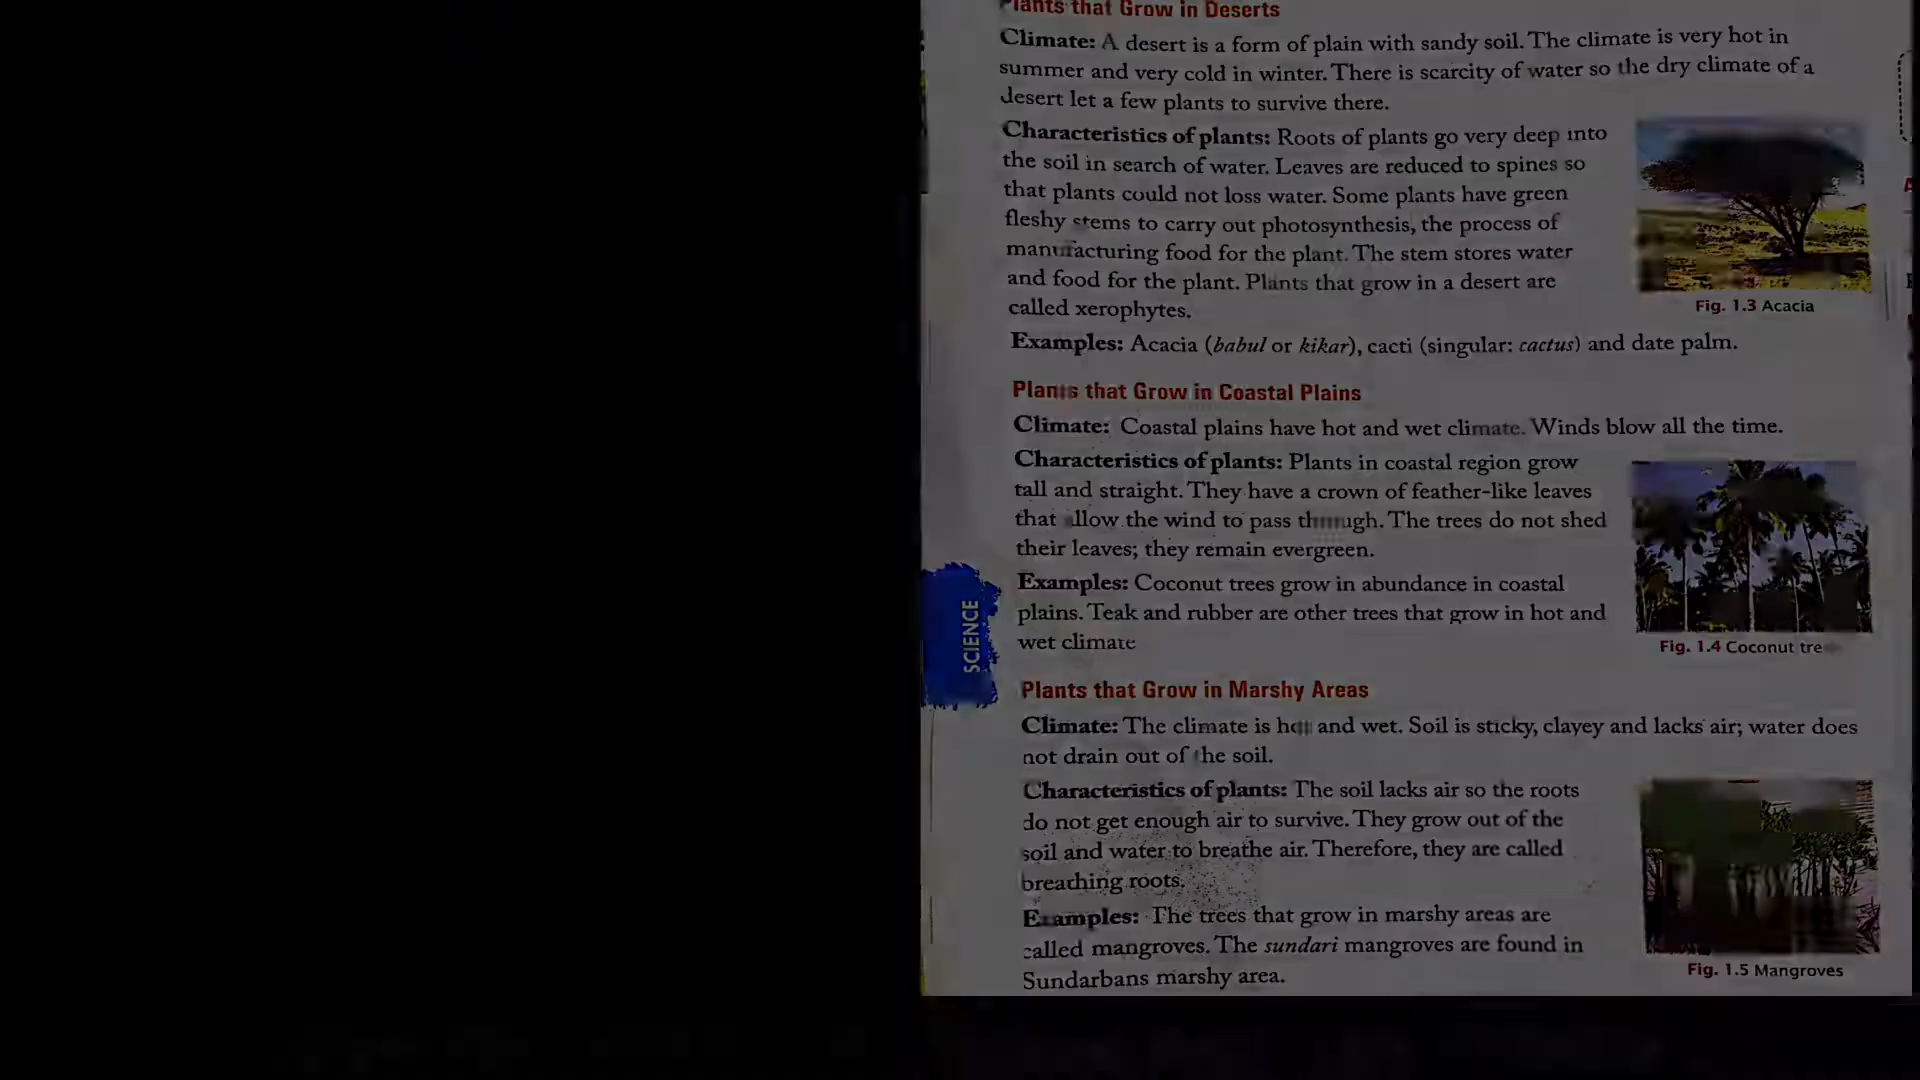 Plants that Grow in Deserts
Climate: A desert is a form of plain with sandy soil. The climate is very hot in
summer and very cold in winter. There is scarcity of water so the dry climate of a
desert let a few plants to survive there.
Characteristics of plants: Roots of plants go very deep into
the soil in search of water. Leaves are reduced to spines so
that plants could not loss water. Some plants have green
fleshy stems to carry out photosynthesis, the process of
manufacturing food for the plant. The stem stores water
and food for the plant. Plants that grow in a desert are
called xerophytes.
Fig. 1.3 Acacia
Examples: Acacia (babul or kikar), cacti (singular: cactus) and date palm.
Plants that Grow in Coastal Plains
Climate: Coastal plains have hot and wet climate. Winds blow all the time.
Characteristics of plants: Plants in coastal region grow
tall and straight. They have a crown of feather-like leaves
that allow the wind to pass through. The trees do not shed
their leaves; they remain evergreen.
Examples: Coconut trees grow in abundance in coastal
plains. Teak and rubber are other trees that grow in hot and
wet climate
Fig. 1.4 Coconut tre
SCIENCE
Plants that Grow in Marshy Areas
Climate: The climate is hot and wet. Soil is sticky, clayey and lacks air; water does
not drain out of the soil.
Characteristics of plants: The soil lacks air so the roots
do not get enough air to survive. They grow out of the
soil and water to breathe air. Therefore, they are called
breathing roots.
Examples: The trees that grow in marshy areas are
called mangroves. The sundari mangroves are found in
Sundarbans marshy area.
Fig. 1.5 Mangroves